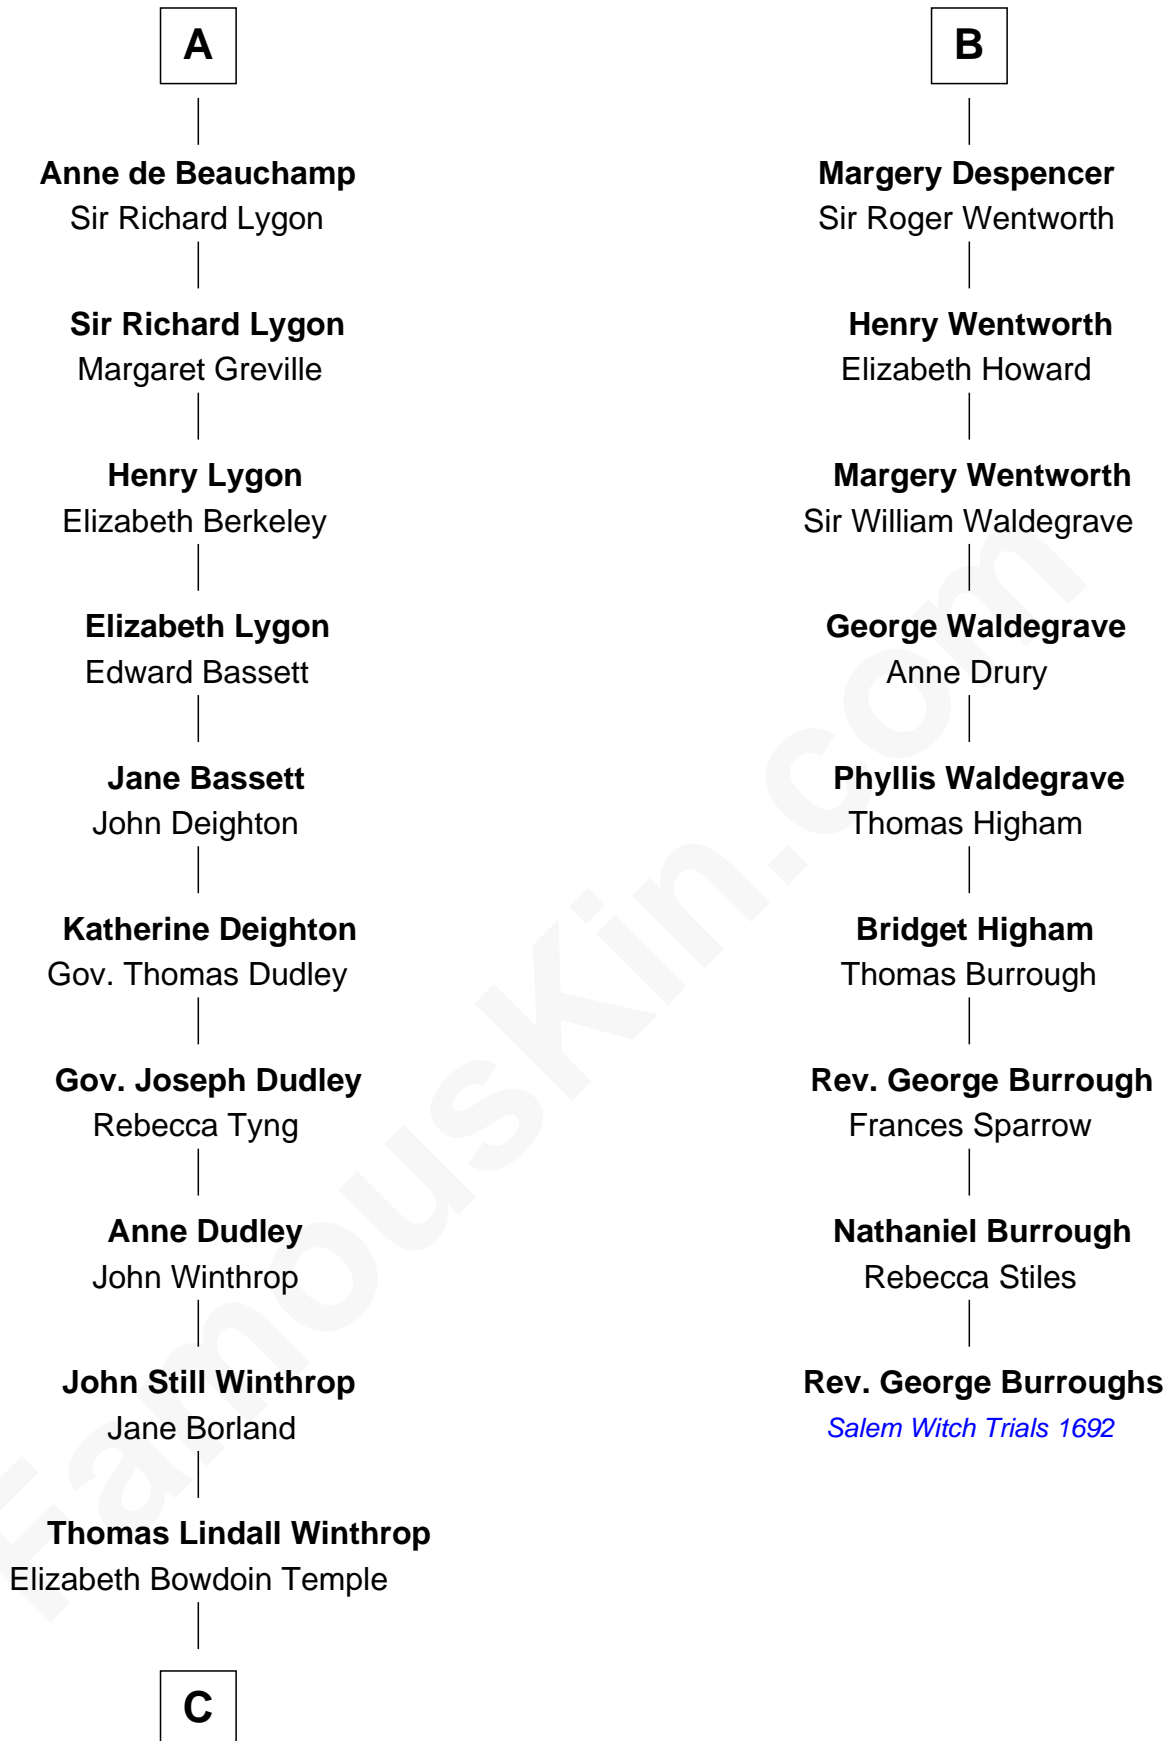 A
Anne de Beauchamp
Sir Richard Lygon
Sir Richard Lygon
Margaret Greville
Henry Lygon
Elizabeth Berkeley
Elizabeth Lygon
Edward Bassett
Jane Bassett
John Deighton
Katherine Deighton
Gov. Thomas Dudley
Gov. Joseph Dudley
Rebecca Tyng
Anne Dudley
John Winthrop
John Still Winthrop
Jane Borland
Thomas Lindall Winthrop
Elizabeth Bowdoin Temple
C
B
Margery Despencer
Sir Roger Wentworth
Henry Wentworth
Elizabeth Howard
Margery Wentworth
Sir William Waldegrave
George Waldegrave
Anne Drury
Phyllis Waldegrave
Thomas Higham
Bridget Higham
Thomas Burrough
Rev. George Burrough
Frances Sparrow
Nathaniel Burrough
Rebecca Stiles
Rev. George Burroughs
Salem Witch Trials 1692
FamousKin.com